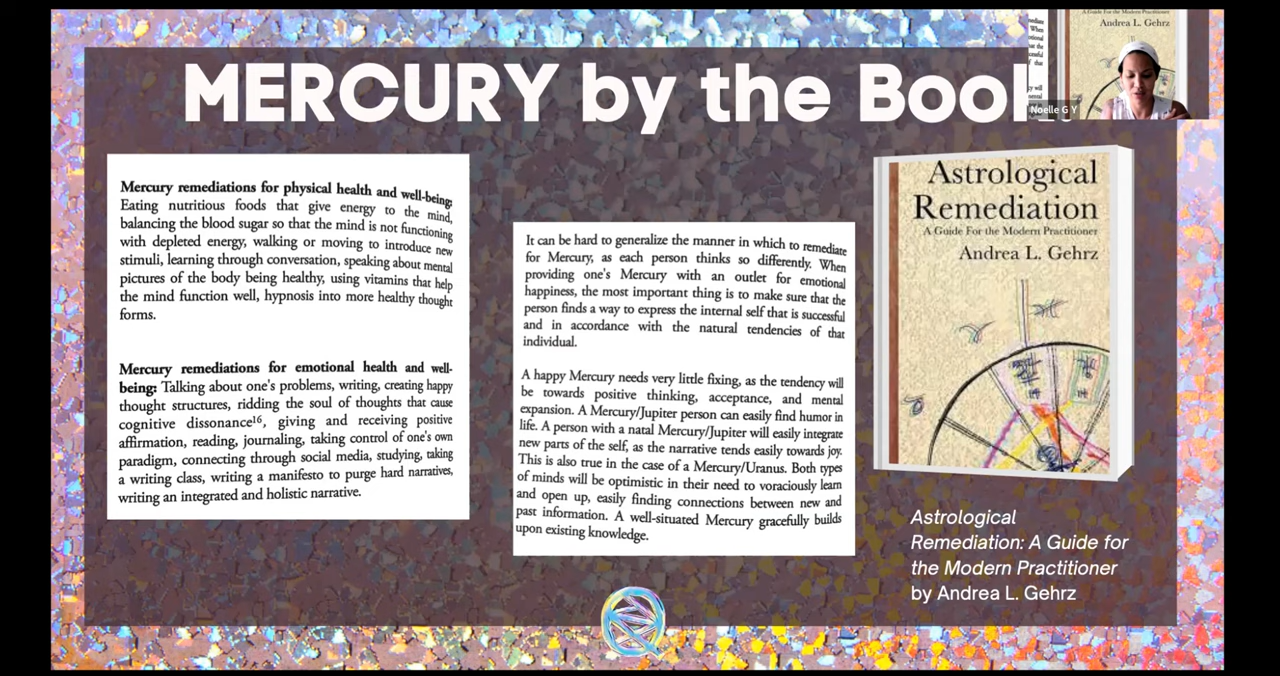 MERCURY by the Book
Noelle G Y
A Guide For the Modern Practitioner
Andrea L. Gehrz
Mercury remediations for physical health and well-being:
Eating nutritious foods that give energy to the mind,
balancing the blood sugar so that the mind is not functioning
with depleted energy, walking or moving to introduce new
stimuli, learning through conversation, speaking about mental
pictures of the body being healthy, using vitamins that help
the mind function well, hypnosis into more healthy thought
forms.
Mercury remediations for emotional health and well-
being: Talking about one's problems, writing, creating happy
thought structures, ridding the soul of thoughts that cause
cognitive dissonance¹⁶, giving and receiving positive
affirmation, reading, journaling, taking control of one's own
paradigm, connecting through social media, studying, taking
a writing class, writing a manifesto to purge hard narratives,
writing an integrated and holistic narrative.
It can be hard to generalize the manner in which to remediate
for Mercury, as each person thinks so differently. When
providing one's Mercury with an outlet for emotional
happiness, the most important thing is to make sure that the
person finds a way to express the internal self that is successful
and in accordance with the natural tendencies of that
individual.
A happy Mercury needs very little fixing, as the tendency will
be towards positive thinking, acceptance, and mental
expansion. A Mercury/Jupiter person can easily find humor in
life. A person with a natal Mercury/Jupiter will easily integrate
new parts of the self, as the narrative tends easily towards joy.
This is also true in the case of a Mercury/Uranus. Both types
of minds will be optimistic in their need to voraciously learn
and open up, easily finding connections between new and
past information. A well-situated Mercury gracefully builds
upon existing knowledge.
Astrological
Remediation
A Guide For the Modern Practitioner
Andrea L. Gehrz
Astrological
Remediation: A Guide for
the Modern Practitioner
by Andrea L. Gehrz